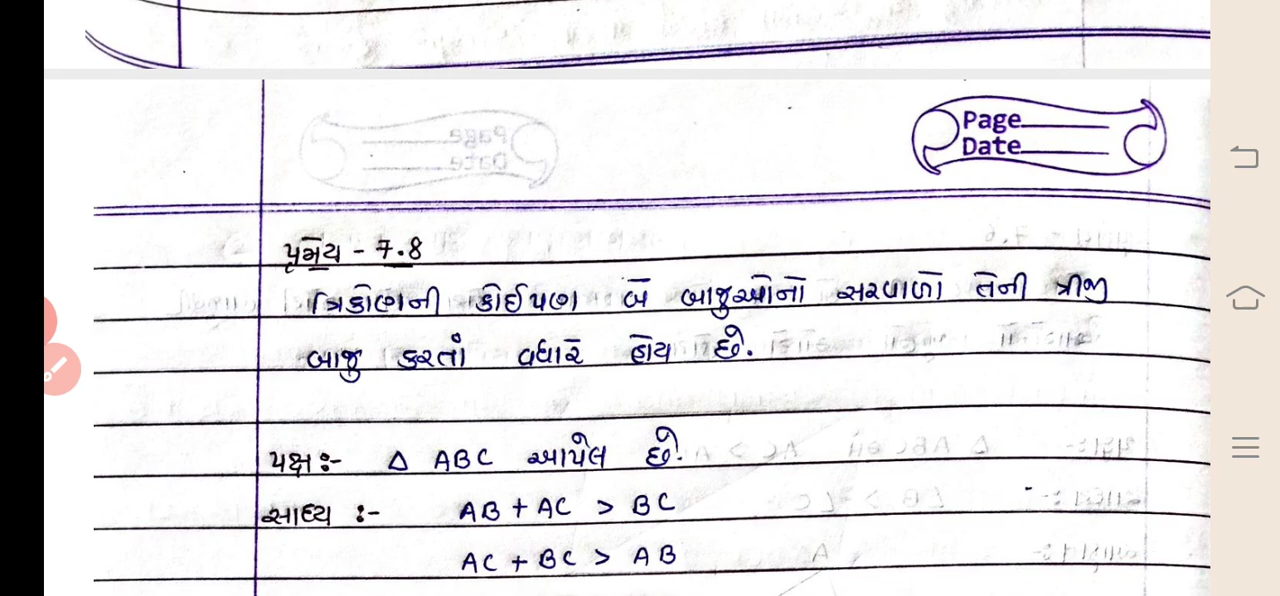 Page
Date
પ્રમેય - 7.8
ત્રિકોણની કોઈપણ બે બાજુઓનો સરવાળો તેની ત્રીજી
બાજુ કરતાં વધારે હોય છે.
પક્ષ :- △ ABC આપેલ છે.
સાધ્ય :- AB + AC > BC
AC + BC > AB